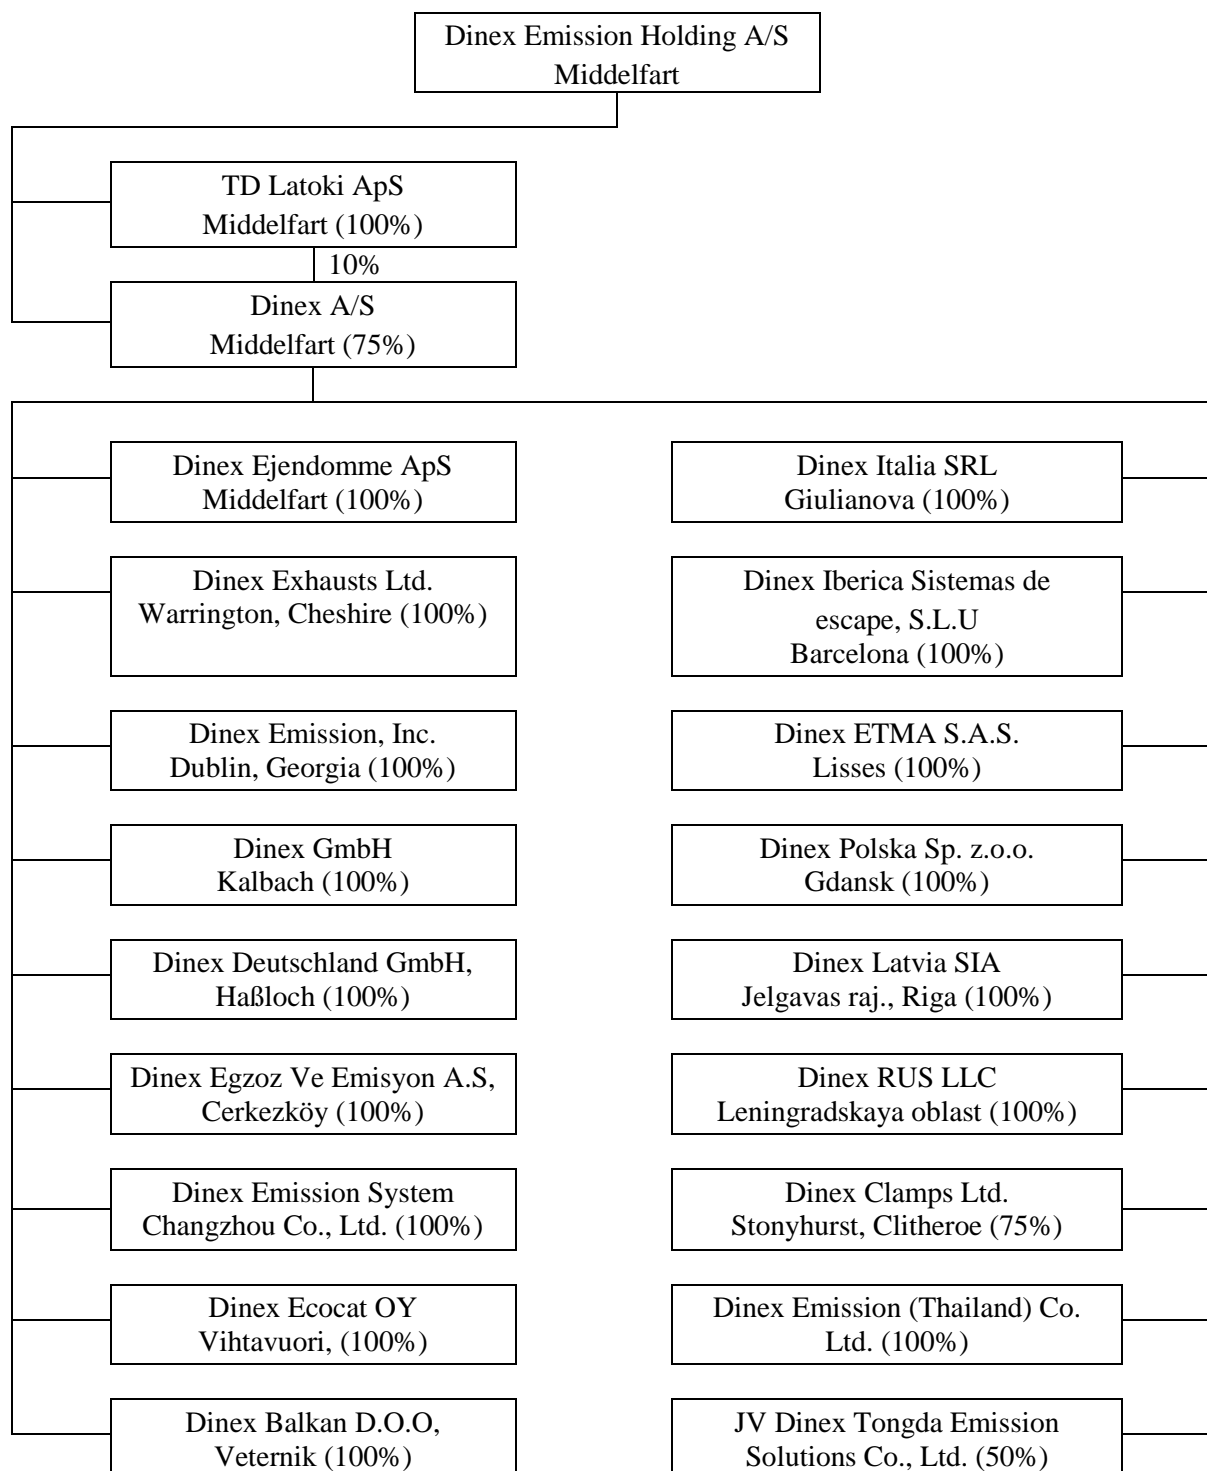 Dinex Emission Holding A/S
Middelfart
TD Latoki ApS
Middelfart (100%)
10%
Dinex A/S
Middelfart (75%)
Dinex Ejendomme ApS
Middelfart (100%)
Dinex Italia SRL
Giulianova (100%)
Dinex Exhausts Ltd.
Warrington, Cheshire (100%)
Dinex Iberica Sistemas de
escape, S.L.U
Barcelona (100%)
Dinex Emission, Inc.
Dublin, Georgia (100%)
Dinex ETMA S.A.S.
Lisses (100%)
Dinex GmbH
Kalbach (100%)
Dinex Polska Sp. z.o.o.
Gdansk (100%)
Dinex Deutschland GmbH,
Haßloch (100%)
Dinex Latvia SIA
Jelgavas raj., Riga (100%)
Dinex Egzoz Ve Emisyon A.S,
Cerkezköy (100%)
Dinex RUS LLC
Leningradskaya oblast (100%)
Dinex Emission System
Changzhou Co., Ltd. (100%)
Dinex Clamps Ltd.
Stonyhurst, Clitheroe (75%)
Dinex Ecocat OY
Vihtavuori, (100%)
Dinex Emission (Thailand) Co.
Ltd. (100%)
Dinex Balkan D.O.O,
Veternik (100%)
JV Dinex Tongda Emission
Solutions Co., Ltd. (50%)